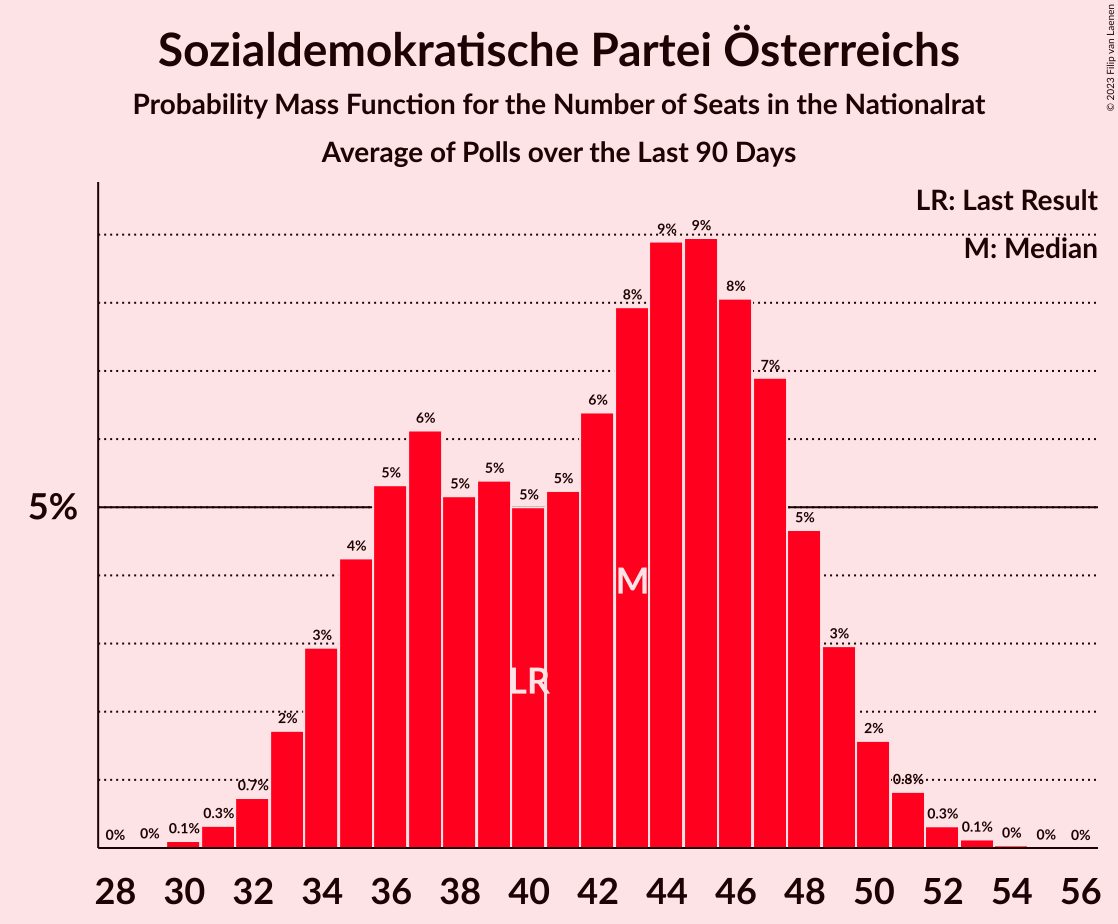 Sozialdemokratische Partei Österreichs
Probability Mass Function for the Number of Seats in the Nationalrat
Average of Polls over the Last 90 Days
© 2023 Filip van Laenen
LR: Last Result
M: Median
5%
0% 0% 0.1% 0.3% 0.7% 2% 3% 4% 5% 6% 5% 5% 5% 5% 6% 8% 9% 9% 8% 7% 5% 3% 2% 0.8% 0.3% 0.1% 0% 0% 0%
M
LR
28 30 32 34 36 38 40 42 44 46 48 50 52 54 56